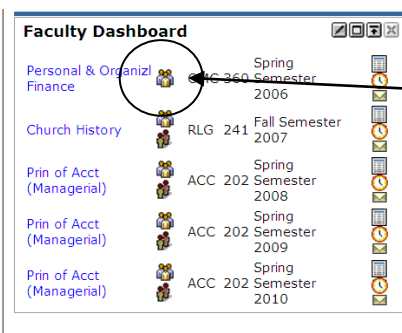 Faculty Dashboard
Personal & Organizl Finance 360 Spring Semester 2006
Church History RLG 241 Fall Semester 2007
Prin of Acct (Managerial) ACC 202 Spring Semester 2008
Prin of Acct (Managerial) ACC 202 Spring Semester 2009
Prin of Acct (Managerial) ACC 202 Spring Semester 2010